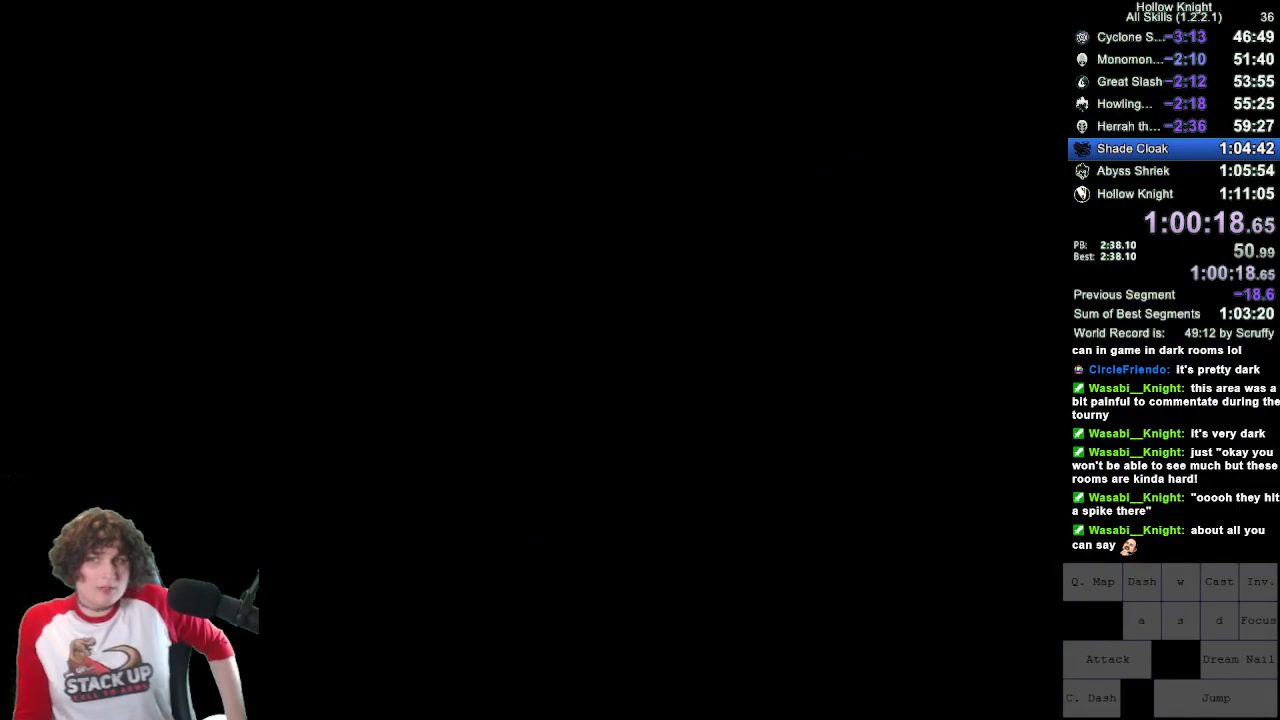 Hollow Knight
All Skills (1.2.2.1) 36
Cyclone S... −3:13 46:49
Monomon... −2:10 51:40
Great Slash −2:12 53:55
Howling... −2:18 55:25
Herrah th... −2:36 59:27
Shade Cloak 1:04:42
Abyss Shriek 1:05:54
Hollow Knight 1:11:05
1:00:18.65
PB: 2:38.10 50.99
Best: 2:38.10
1:00:18.65
Previous Segment −18.6
Sum of Best Segments 1:03:20
World Record is: 49:12 by Scruffy
can in game in dark rooms lol
CircleFriendo: It's pretty dark
Wasabi__Knight: this area was a
bit painful to commentate during the
tourny
Wasabi__Knight: It's very dark
Wasabi__Knight: just "okay you
won't be able to see much but these
rooms are kinda hard!
Wasabi__Knight: "ooooh they hit
a spike there"
Wasabi__Knight: about all you
can say
Q. Map Dash w Cast Inv.
a s d Focus
Attack Dream Nail
C. Dash Jump
STACK UP
CALL TO ARMS